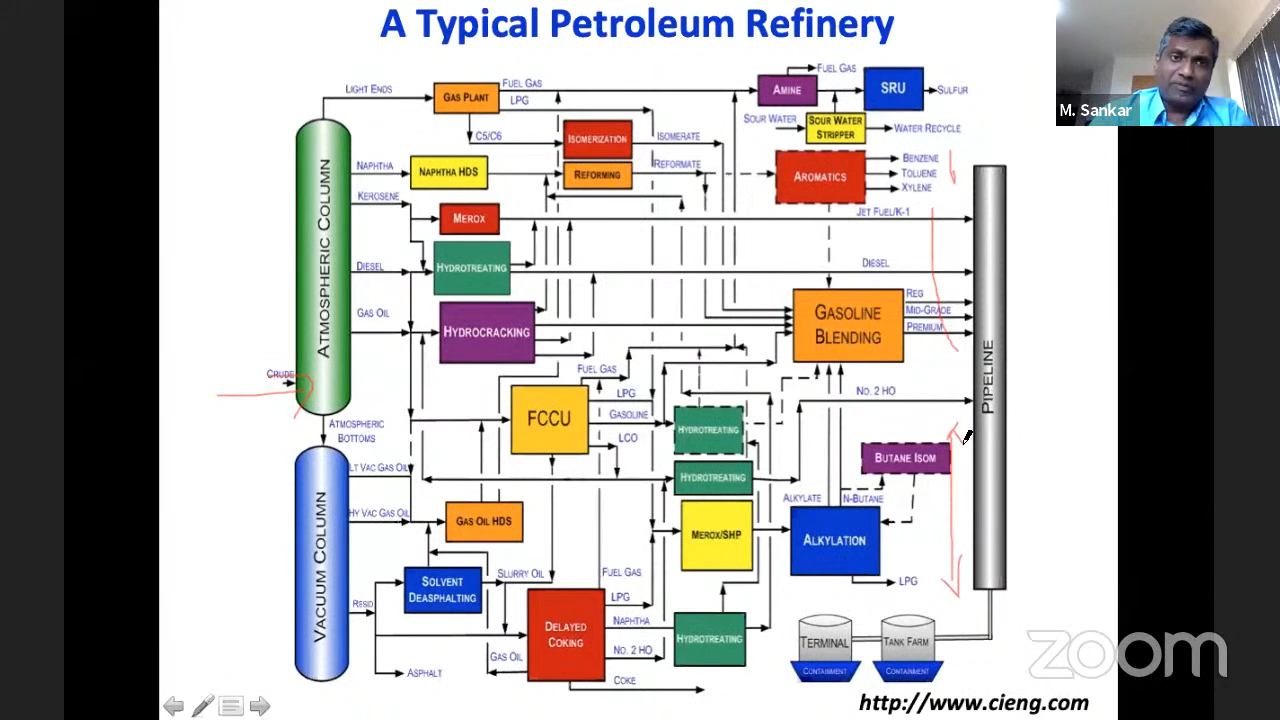 A Typical Petroleum Refinery
M. Sankar
LIGHT ENDS
GAS PLANT
FUEL GAS
LPG
C5/C6
AMINE
FUEL GAS
SRU
SULFUR
SOUR WATER
SOUR WATER STRIPPER
WATER RECYCLE
ISOMERIZATION
ISOMERATE
NAPHTHA
NAPHTHA HDS
REFORMING
REFORMATE
AROMATICS
BENZENE
TOLUENE
XYLENE
KEROSENE
MEROX
JET FUEL/K-1
ATMOSPHERIC COLUMN
DIESEL
HYDROTREATING
DIESEL
GAS OIL
HYDROCRACKING
GASOLINE
BLENDING
REG
MID-GRADE
PREMIUM
PIPELINE
CRUDE
FUEL GAS
FCCU
LPG
GASOLINE
LCO
HYDROTREATING
NO. 2 HO
ATMOSPHERIC
BOTTOMS
LT VAC GAS OIL
HYDROTREATING
BUTANE ISOM
ALKYLATE
N-BUTANE
VACUUM COLUMN
HY VAC GAS OIL
GAS OIL HDS
MEROX/SHP
ALKYLATION
LPG
SOLVENT
DEASPHALTING
SLURRY OIL
FUEL GAS
RESID
DELAYED
COKING
LPG
NAPHTHA
NO. 2 HO
HYDROTREATING
GAS OIL
ASPHALT
COKE
TERMINAL
TANK FARM
CONTAINMENT
CONTAINMENT
zoom
http://www.cieng.com